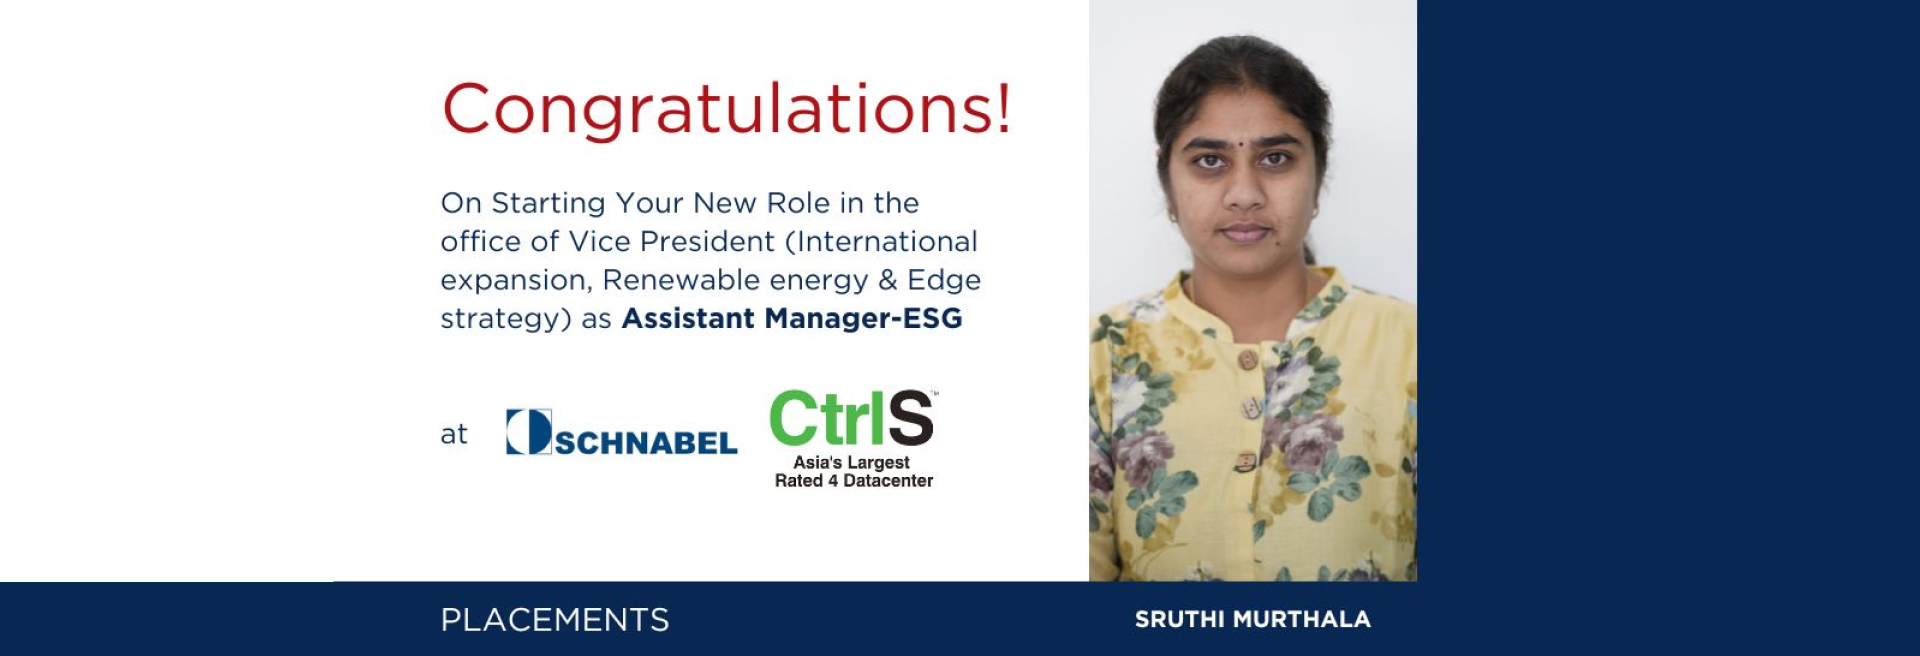 Congratulations!
On Starting Your New Role in the
office of Vice President (International
expansion, Renewable energy & Edge
strategy) as Assistant Manager-ESG
at SCHNABEL CtrlS™
Asia's Largest
Rated 4 Datacenter
PLACEMENTS
SRUTHI MURTHALA